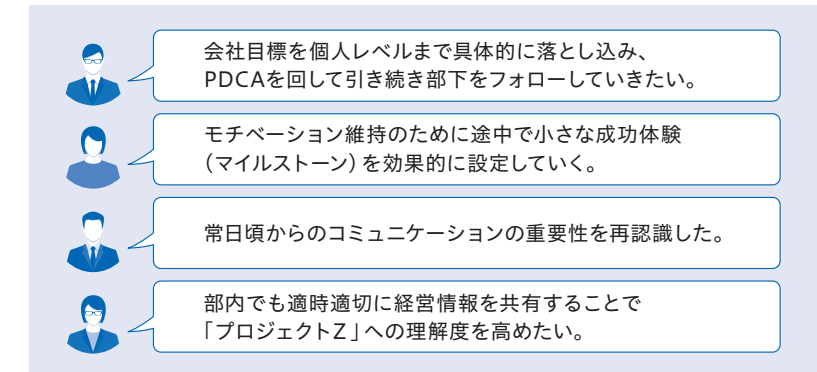 会社目標を個人レベルまで具体的に落とし込み、
PDCAを回して引き続き部下をフォローしていきたい。
モチベーション維持のために途中で小さな成功体験
（マイルストーン）を効果的に設定していく。
常日頃からのコミュニケーションの重要性を再認識した。
部内でも適時適切に経営情報を共有することで
「プロジェクトZ」への理解度を高めたい。